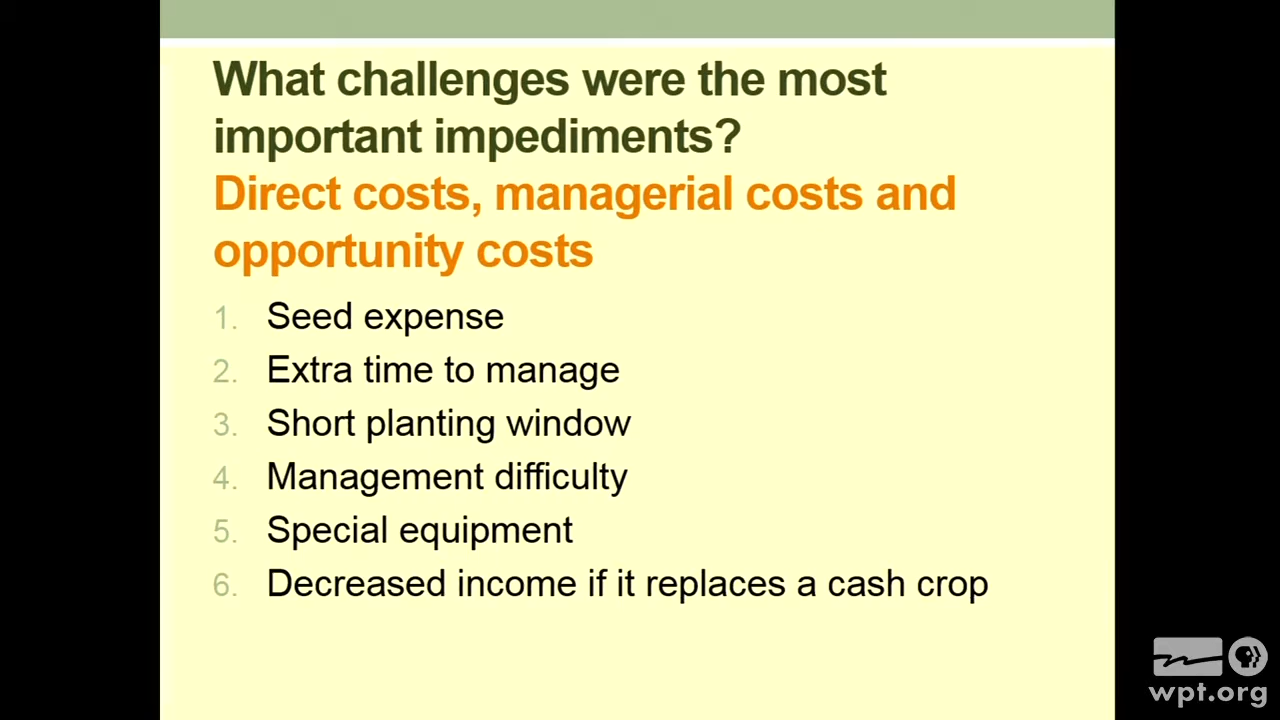 What challenges were the most
important impediments?
Direct costs, managerial costs and
opportunity costs
1. Seed expense
2. Extra time to manage
3. Short planting window
4. Management difficulty
5. Special equipment
6. Decreased income if it replaces a cash crop
wpt.org